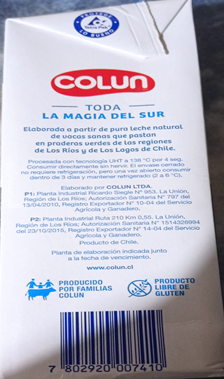 PROTEGE
LO BUENO
COLUN
TODA
LA MAGIA DEL SUR
Elaborada a partir de pura leche natural
de vacas sanas que pastan
en praderas verdes de las regiones
de Los Ríos y de Los Lagos de Chile.
Procesada con tecnología UHT a 138 °C por 4 seg.
Consumir directamente sin hervir. El envase cerrado
no requiere refrigeración, pero una vez abierto consumir
dentro de 3 días y mantener refrigerado (2 a 6 °C).
Elaborado por COLUN LTDA.
P1: Planta Industrial Ricardo Siegle N° 953, La Unión,
Región de Los Ríos; Autorización Sanitaria N° 797 del
13/04/2010, Registro Exportador N° 10-04 del Servicio
Agrícola y Ganadero.
P2: Planta Industrial Ruta 210 Km 0,55, La Unión,
Región de Los Ríos; Autorización Sanitaria N° 1514328994
del 23/10/2015, Registro Exportador N° 14-04 del Servicio
Agrícola y Ganadero.
Producto de Chile.
Planta de elaboración indicada junto
a la fecha de vencimiento.
www.colun.cl
PRODUCIDO
POR FAMILIAS
COLUN
PRODUCTO
LIBRE DE
GLUTEN
7 802920 007410